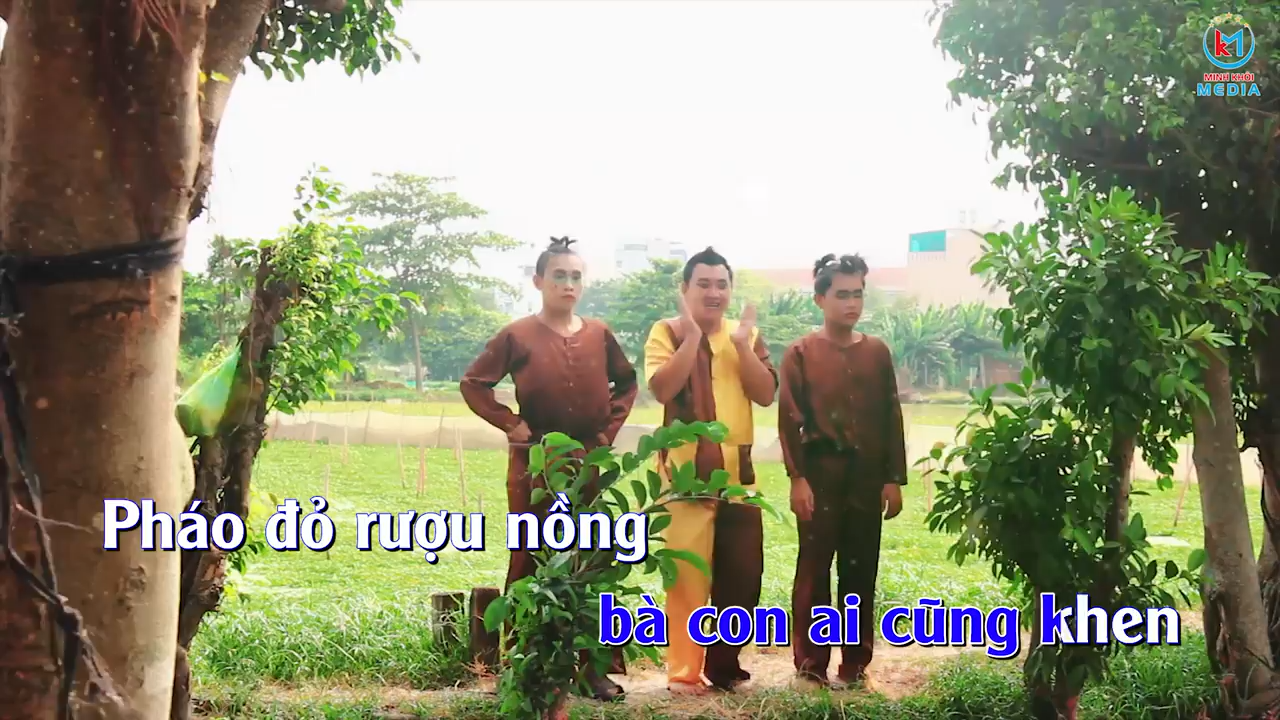 MINH KHÔI
MEDIA
Pháo đỏ rượu nồng
bà con ai cũng khen